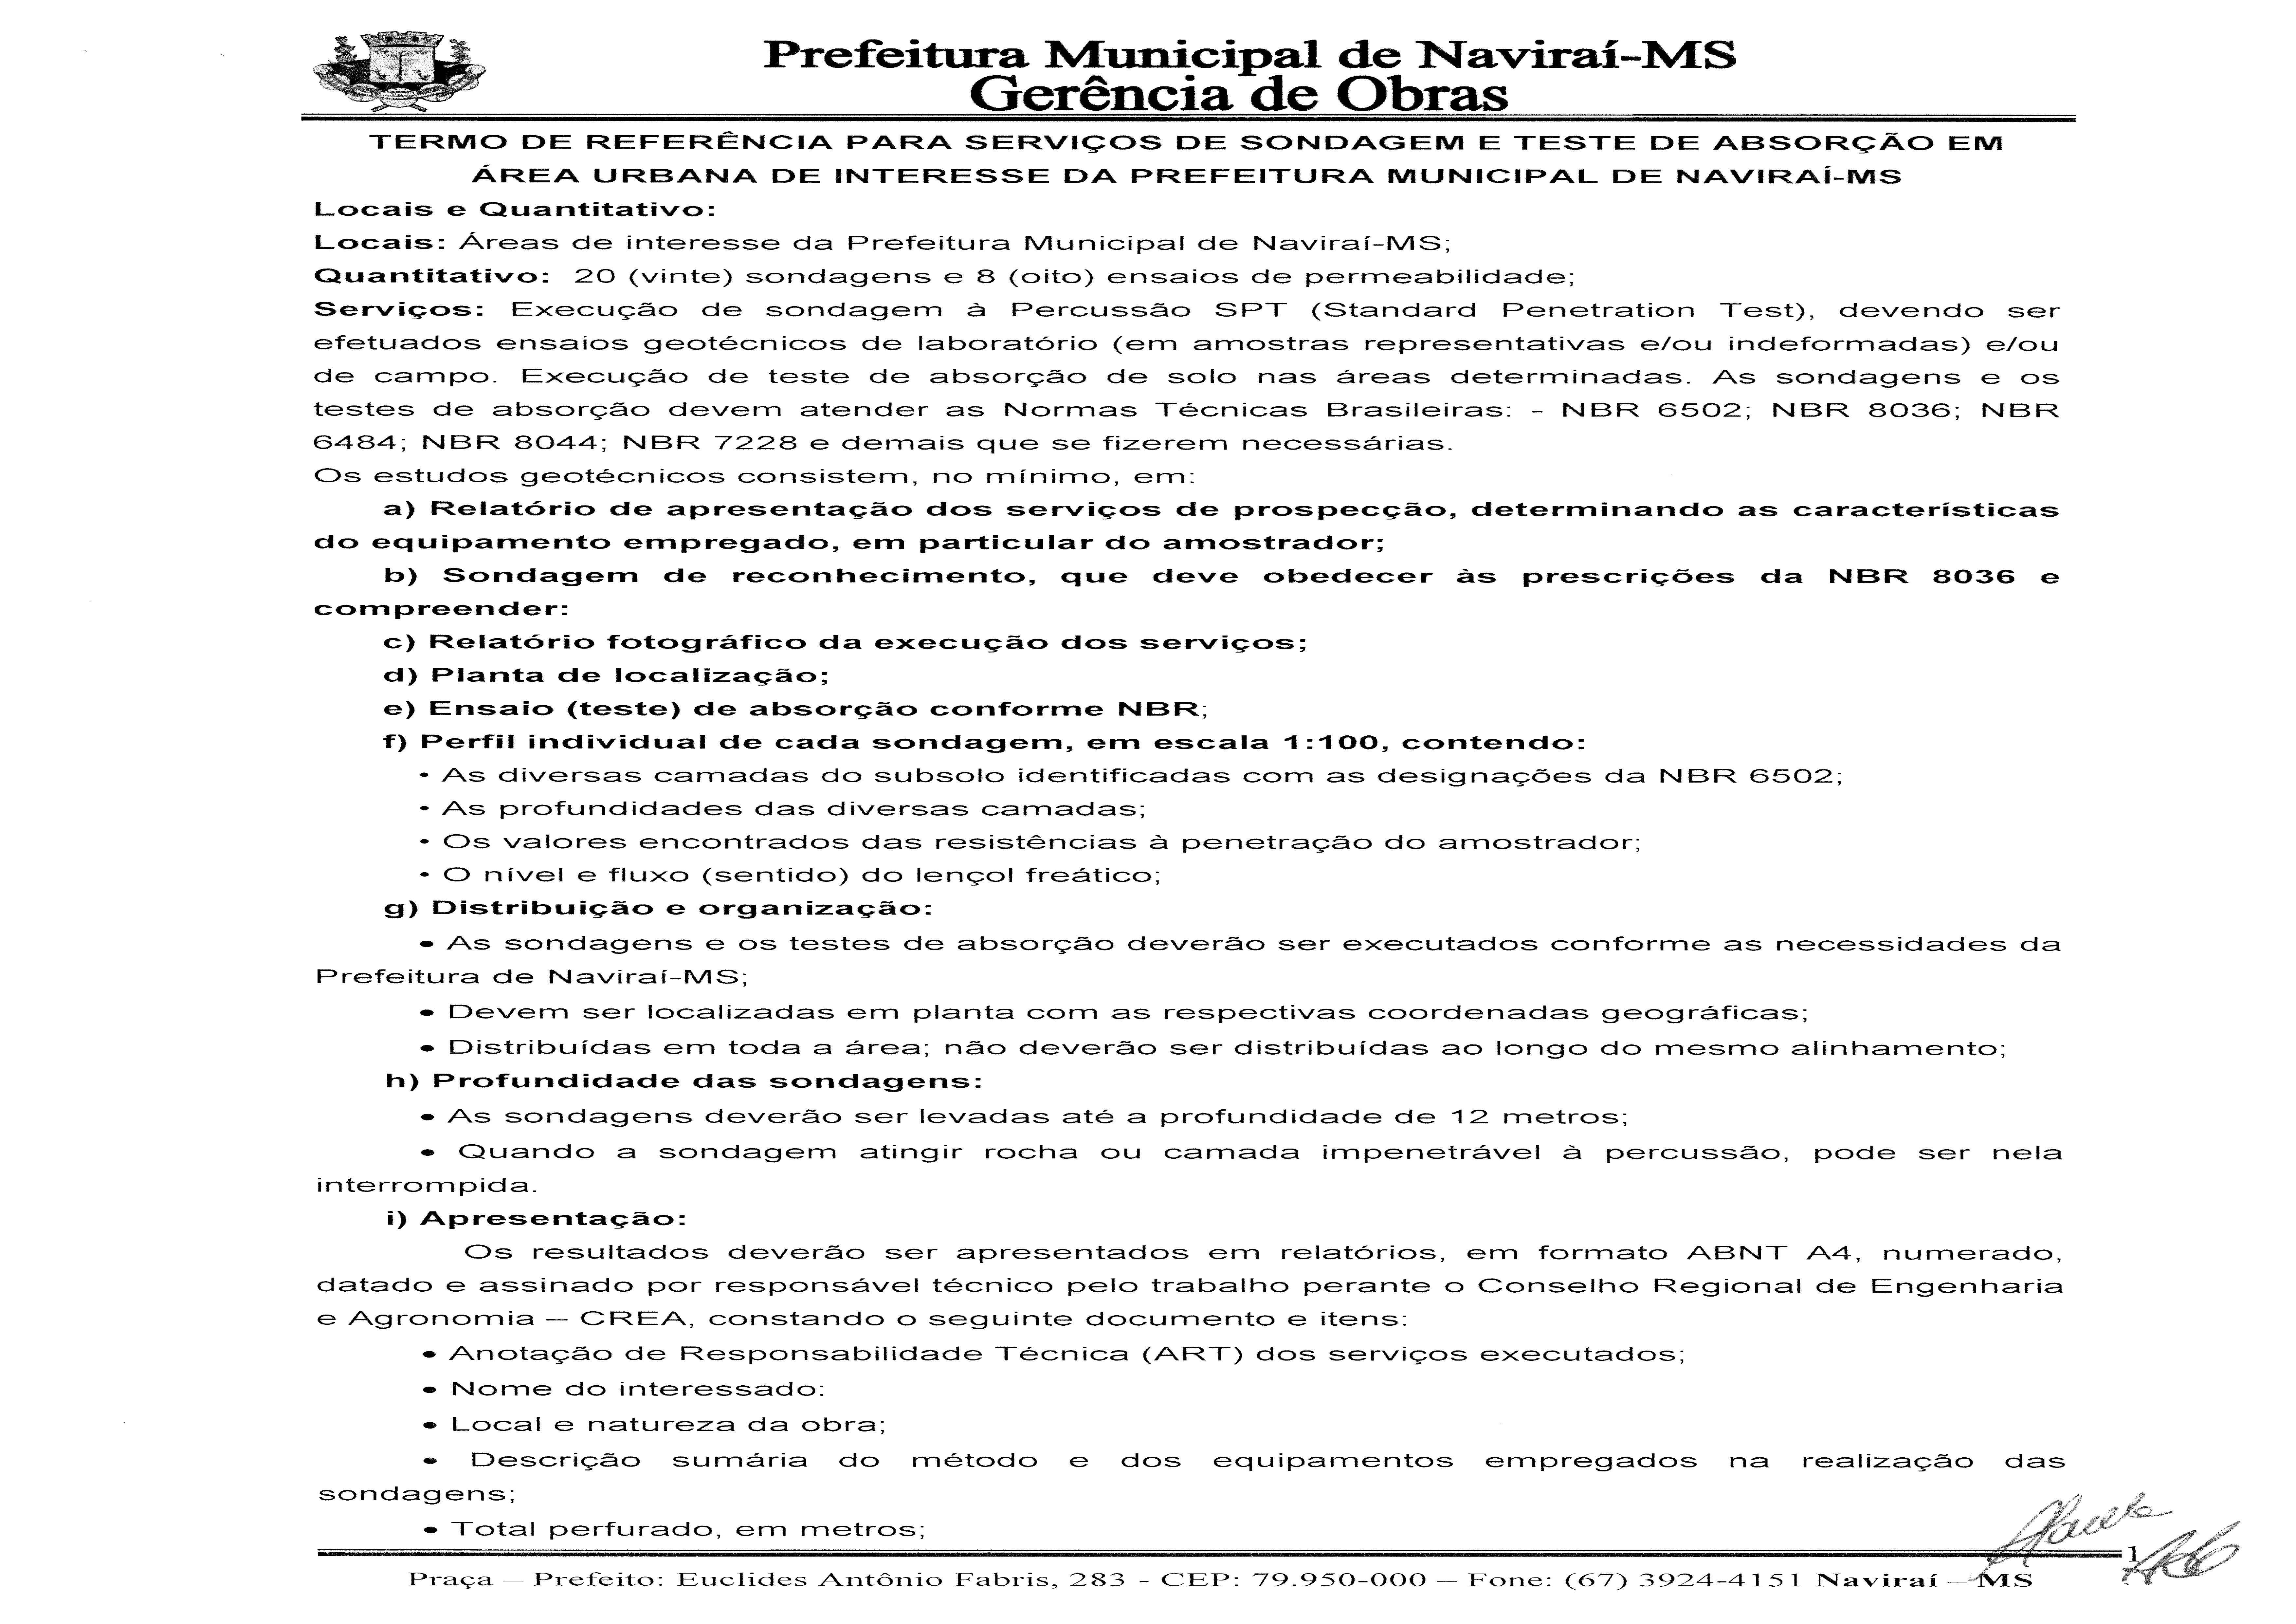 Prefeitura Municipal de Naviraí-MS
Gerência de Obras
TERMO DE REFERÊNCIA PARA SERVIÇOS DE SONDAGEM E TESTE DE ABSORÇÃO EM
ÁREA URBANA DE INTERESSE DA PREFEITURA MUNICIPAL DE NAVIRAÍ-MS
Locais e Quantitativo:
Locais: Áreas de interesse da Prefeitura Municipal de Naviraí-MS;
Quantitativo: 20 (vinte) sondagens e 8 (oito) ensaios de permeabilidade;
Serviços: Execução de sondagem à Percussão SPT (Standard Penetration Test), devendo ser
efetuados ensaios geotécnicos de laboratório (em amostras representativas e/ou indeformadas) e/ou
de campo. Execução de teste de absorção de solo nas áreas determinadas. As sondagens e os
testes de absorção devem atender as Normas Técnicas Brasileiras: - NBR 6502; NBR 8036; NBR
6484; NBR 8044; NBR 7228 e demais que se fizerem necessárias.
Os estudos geotécnicos consistem, no mínimo, em:
a) Relatório de apresentação dos serviços de prospecção, determinando as características
do equipamento empregado, em particular do amostrador;
b) Sondagem de reconhecimento, que deve obedecer às prescrições da NBR 8036 e
compreender:
c) Relatório fotográfico da execução dos serviços;
d) Planta de localização;
e) Ensaio (teste) de absorção conforme NBR;
f) Perfil individual de cada sondagem, em escala 1:100, contendo:
• As diversas camadas do subsolo identificadas com as designações da NBR 6502;
• As profundidades das diversas camadas;
• Os valores encontrados das resistências à penetração do amostrador;
• O nível e fluxo (sentido) do lençol freático;
g) Distribuição e organização:
• As sondagens e os testes de absorção deverão ser executados conforme as necessidades da
Prefeitura de Naviraí-MS;
• Devem ser localizadas em planta com as respectivas coordenadas geográficas;
• Distribuídas em toda a área; não deverão ser distribuídas ao longo do mesmo alinhamento;
h) Profundidade das sondagens:
• As sondagens deverão ser levadas até a profundidade de 12 metros;
• Quando a sondagem atingir rocha ou camada impenetrável à percussão, pode ser nela
interrompida.
i) Apresentação:
Os resultados deverão ser apresentados em relatórios, em formato ABNT A4, numerado,
datado e assinado por responsável técnico pelo trabalho perante o Conselho Regional de Engenharia
e Agronomia – CREA, constando o seguinte documento e itens:
• Anotação de Responsabilidade Técnica (ART) dos serviços executados;
• Nome do interessado:
• Local e natureza da obra;
• Descrição sumária do método e dos equipamentos empregados na realização das
sondagens;
• Total perfurado, em metros;
1
Praça – Prefeito: Euclides Antônio Fabris, 283 - CEP: 79.950-000 – Fone: (67) 3924-4151 Naviraí – MS